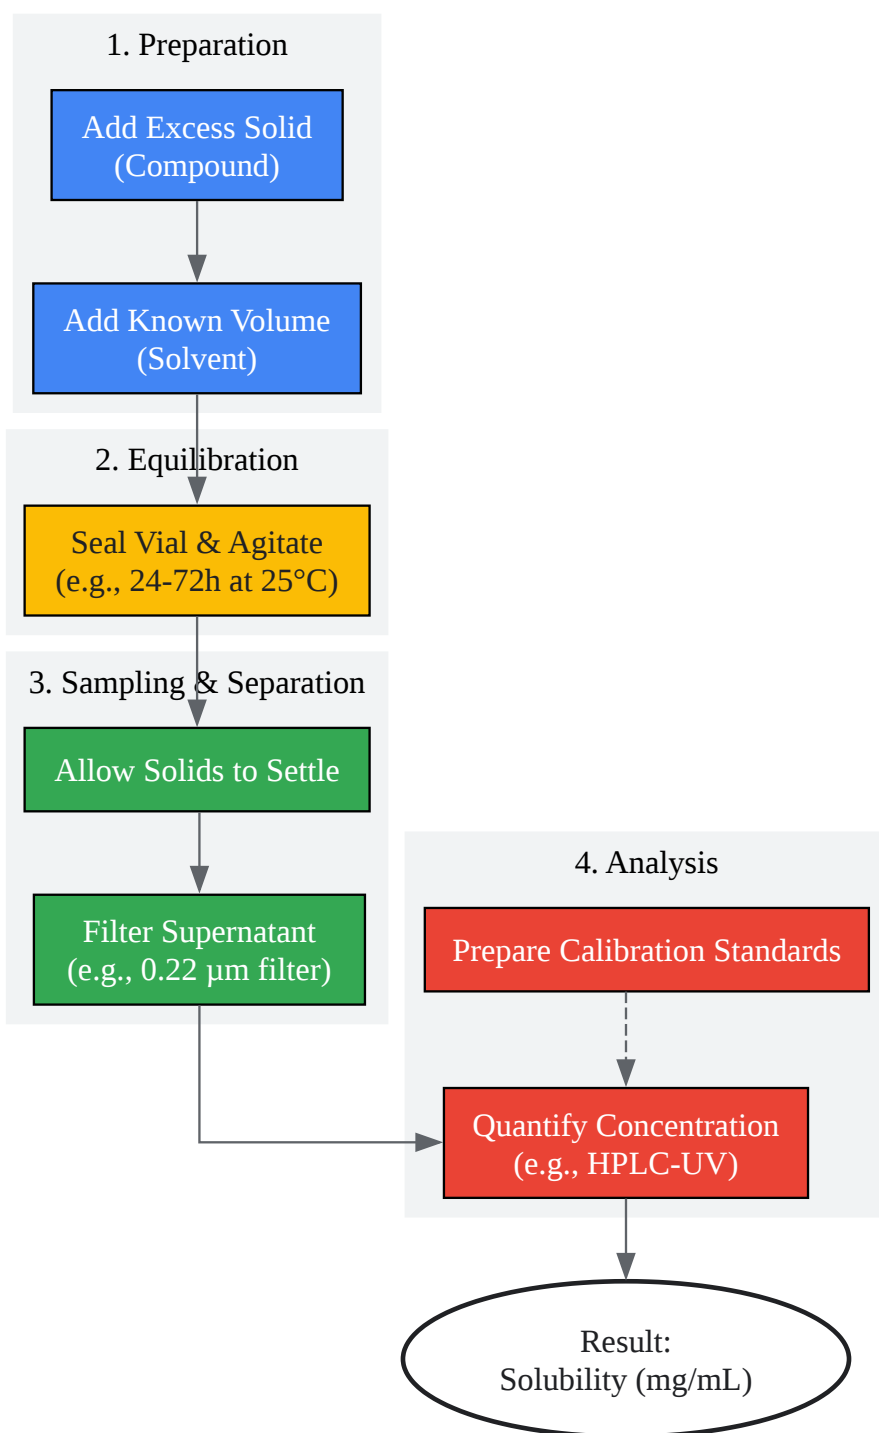 1. Preparation
Add Excess Solid
(Compound)
Add Known Volume
(Solvent)
2. Equilibration
Seal Vial & Agitate
(e.g., 24-72h at 25°C)
3. Sampling & Separation
Allow Solids to Settle
Filter Supernatant
(e.g., 0.22 µm filter)
4. Analysis
Prepare Calibration Standards
Quantify Concentration
(e.g., HPLC-UV)
Result:
Solubility (mg/mL)